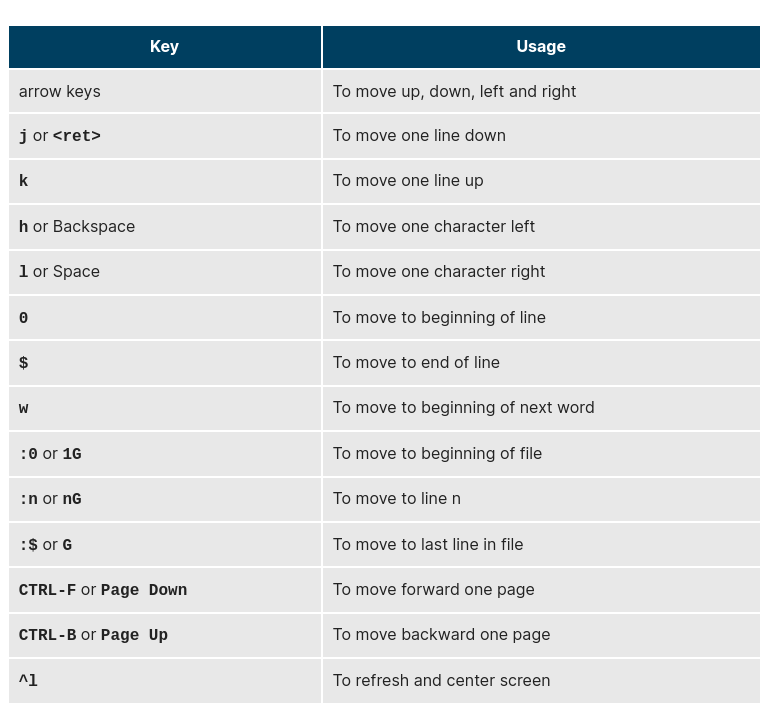 Key Usage
arrow keys To move up, down, left and right
j or <ret> To move one line down
k To move one line up
h or Backspace To move one character left
l or Space To move one character right
0 To move to beginning of line
$ To move to end of line
w To move to beginning of next word
:0 or 1G To move to beginning of file
:n or nG To move to line n
:$ or G To move to last line in file
CTRL-F or Page Down To move forward one page
CTRL-B or Page Up To move backward one page
^l To refresh and center screen